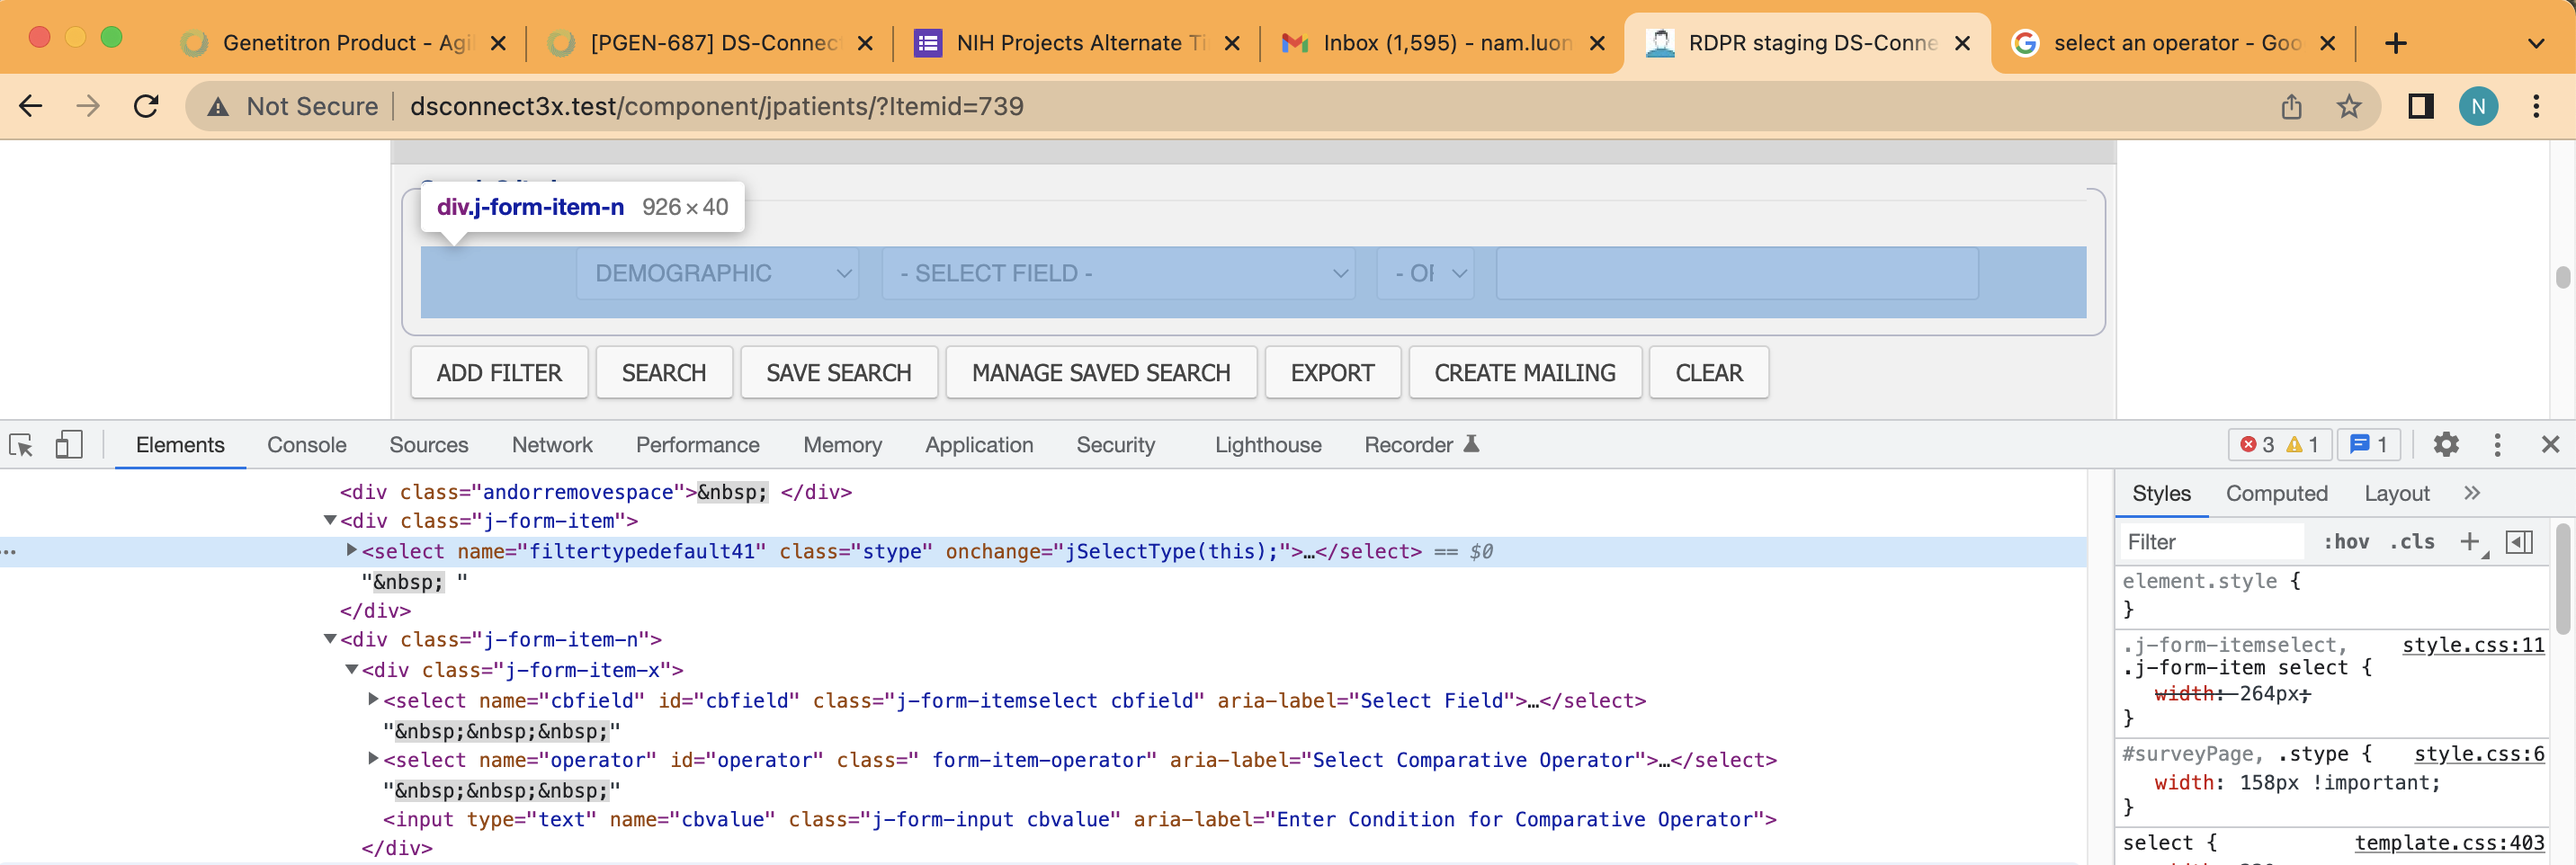 Genetitron Product - Agil
[PGEN-687] DS-Connec
NIH Projects Alternate Ti
Inbox (1,595) - nam.luon
RDPR staging DS-Conne
select an operator - Goo
Not Secure
dsconnect3x.test/component/jpatients/?Itemid=739
N
div.j-form-item-n 926 × 40
DEMOGRAPHIC
- SELECT FIELD -
- OF
ADD FILTER
SEARCH
SAVE SEARCH
MANAGE SAVED SEARCH
EXPORT
CREATE MAILING
CLEAR
Elements
Console
Sources
Network
Performance
Memory
Application
Security
Lighthouse
Recorder
3
1
1
<div class="andorremovespace">&nbsp; </div>
<div class="j-form-item">
<select name="filtertypedefault41" class="stype" onchange="jSelectType(this);">…</select> == $0
"&nbsp; "
</div>
<div class="j-form-item-n">
<div class="j-form-item-x">
<select name="cbfield" id="cbfield" class="j-form-itemselect cbfield" aria-label="Select Field">…</select>
"&nbsp;&nbsp;&nbsp;"
<select name="operator" id="operator" class=" form-item-operator" aria-label="Select Comparative Operator">…</select>
"&nbsp;&nbsp;&nbsp;"
<input type="text" name="cbvalue" class="j-form-input cbvalue" aria-label="Enter Condition for Comparative Operator">
</div>
Styles
Computed
Layout
»
Filter
:hov
.cls
element.style {
}
.j-form-itemselect, style.css:11
.j-form-item select {
width: 264px;
}
#surveyPage, .stype { style.css:6
width: 158px !important;
}
select { template.css:403